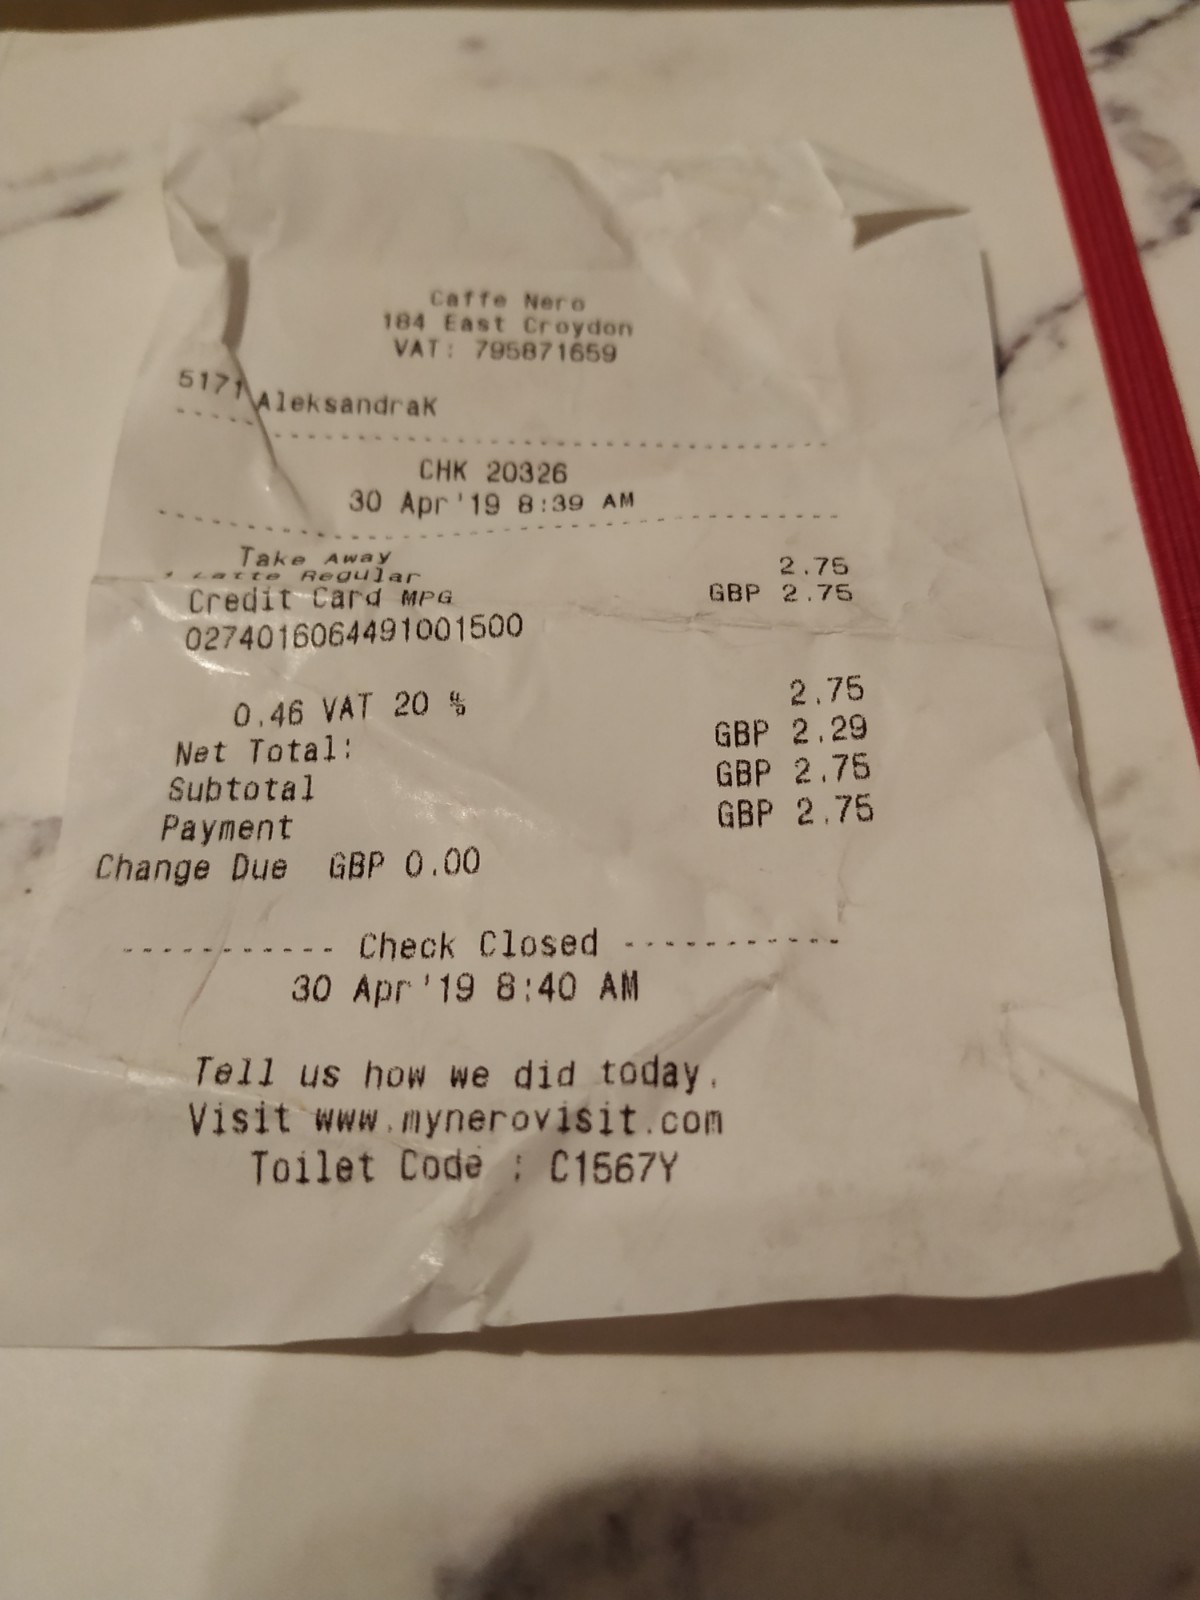 Caffe Nero
184 East Croydon
VAT: 795871659
5171 AleksandraK
CHK 20326
30 Apr'19 8:39 AM
Take Away
1 Latte Regular 2.75
Credit Card MPG GBP 2.75
0274016064491001500
0.46 VAT 20 % 2.75
Net Total: GBP 2.29
Subtotal GBP 2.75
Payment GBP 2.75
Change Due GBP 0.00
----------- Check Closed -----------
30 Apr'19 8:40 AM
Tell us how we did today.
Visit www.mynerovisit.com
Toilet Code : C1567Y